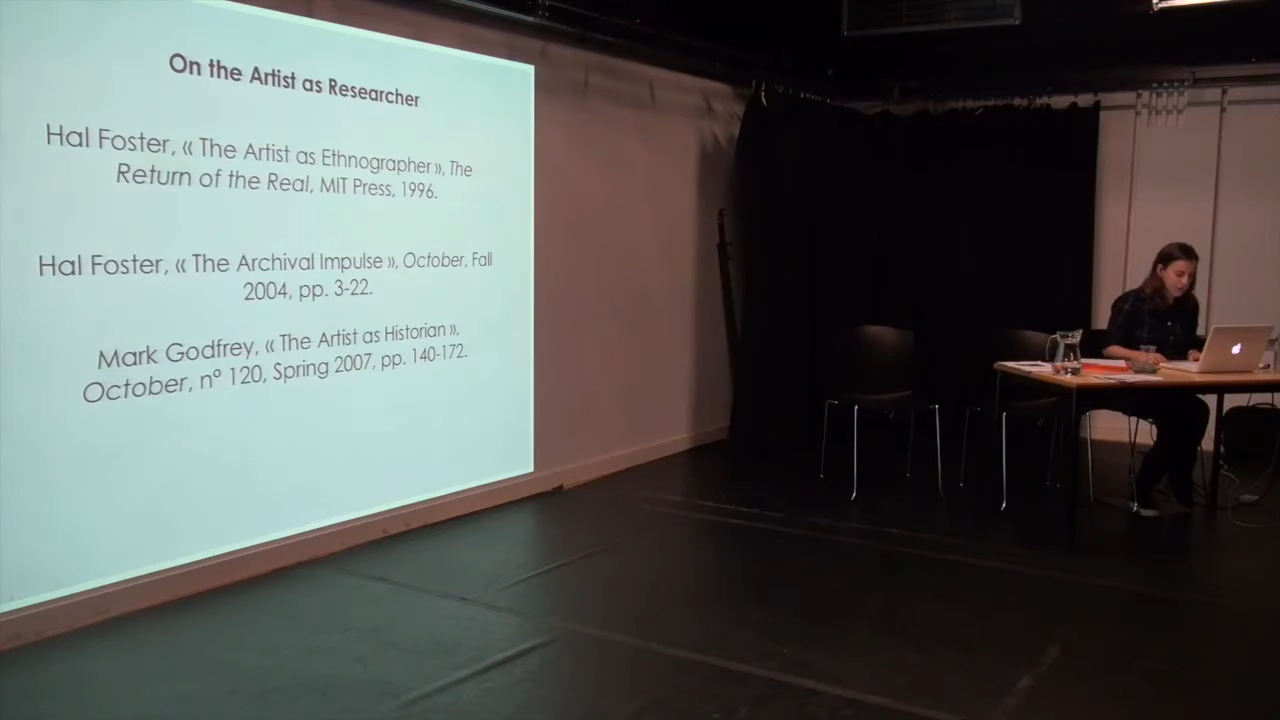 On the Artist as Researcher
Hal Foster, « The Artist as Ethnographer », The
Return of the Real, MIT Press, 1996.
Hal Foster, « The Archival Impulse », October, Fall
2004, pp. 3-22.
Mark Godfrey, « The Artist as Historian »,
October, nº 120, Spring 2007, pp. 140-172.